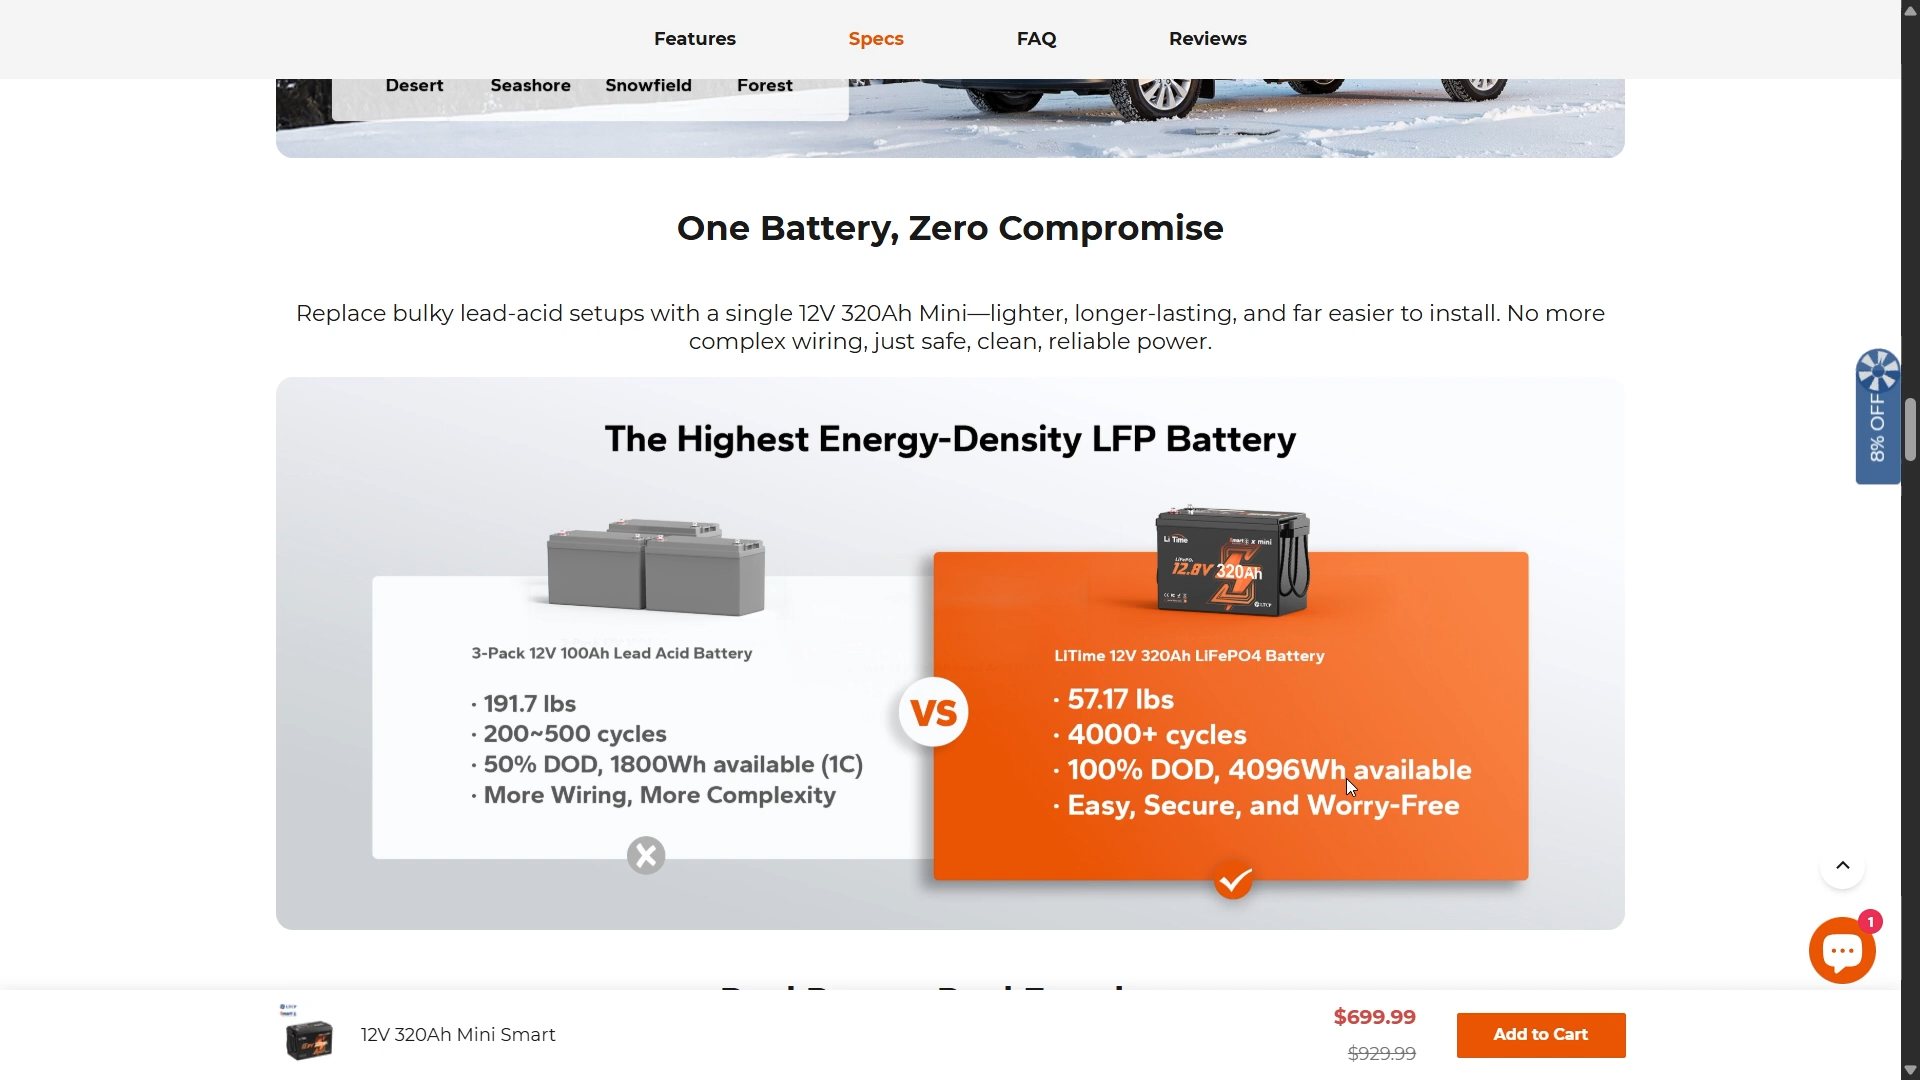 Features
Specs
FAQ
Reviews
Desert
Seashore
Snowfield
Forest
One Battery, Zero Compromise
Replace bulky lead-acid setups with a single 12V 320Ah Mini—lighter, longer-lasting, and far easier to install. No more
complex wiring, just safe, clean, reliable power.
8% OFF
The Highest Energy-Density LFP Battery
Li Time
Smart x mini
LiFePO4
12.8V 320Ah
3-Pack 12V 100Ah Lead Acid Battery
· 191.7 lbs
· 200~500 cycles
· 50% DOD, 1800Wh available (1C)
· More Wiring, More Complexity
VS
LiTime 12V 320Ah LiFePO4 Battery
· 57.17 lbs
· 4000+ cycles
· 100% DOD, 4096Wh available
· Easy, Secure, and Worry-Free
1
12V 320Ah Mini Smart
$699.99
$929.99
Add to Cart